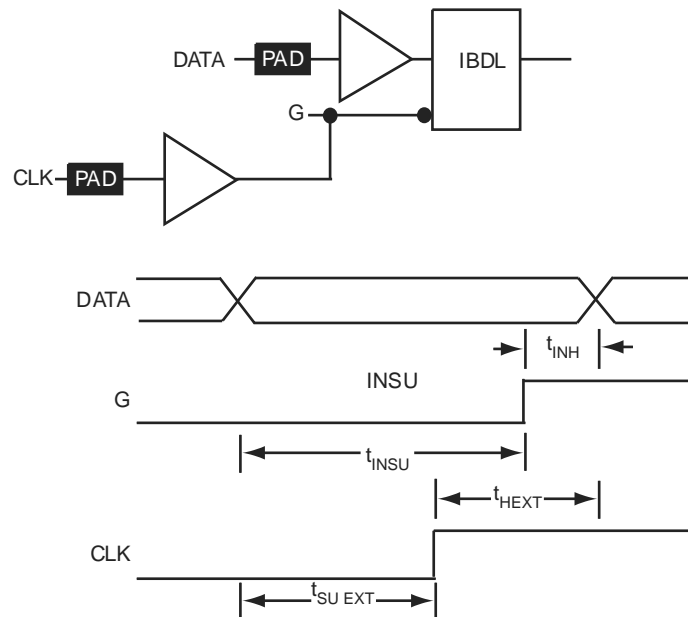 DATA PAD IBDL
G
CLK PAD
DATA
tINH
INSU
G
tINSU
tHEXT
CLK
tSU EXT